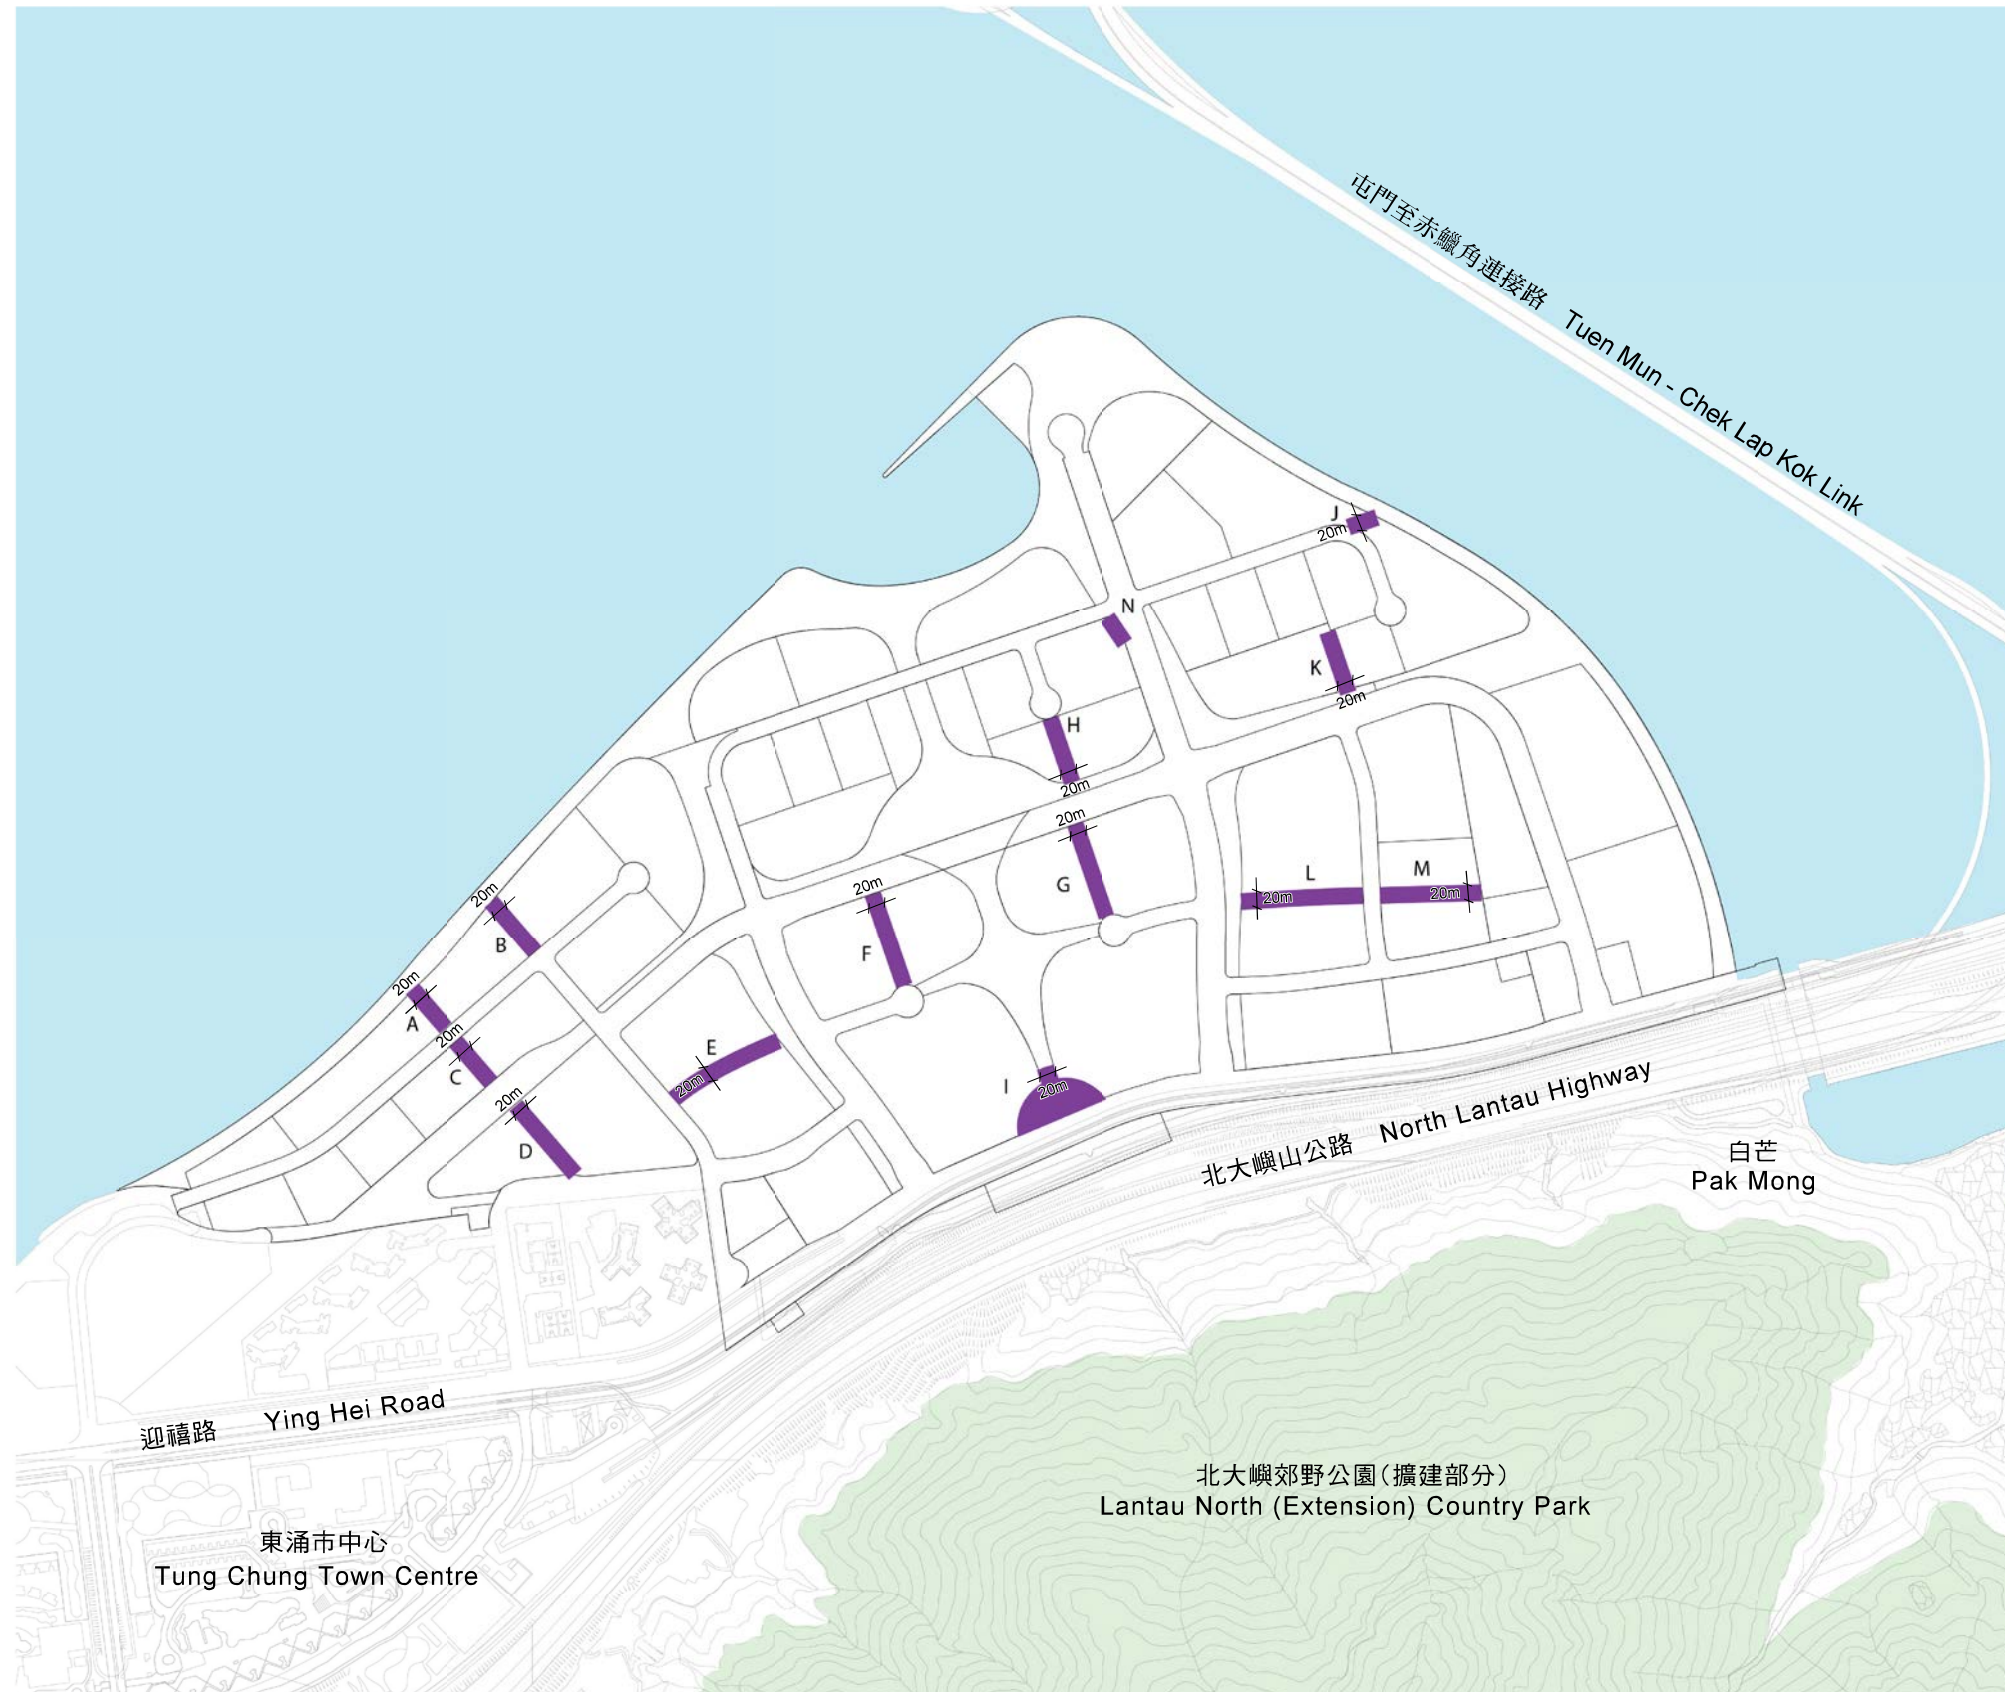 屯門至赤鱲角連接路 Tuen Mun - Chek Lap Kok Link
J
20m
N
K
20m
H
20m
20m
G
L
M
20m
20m
20m
F
20m
B
20m
A
20m
C
E
20m
I
20m
20m
D
北大嶼山公路 North Lantau Highway
白芒
Pak Mong
迎禧路 Ying Hei Road
北大嶼郊野公園(擴建部分)
Lantau North (Extension) Country Park
東涌市中心
Tung Chung Town Centre